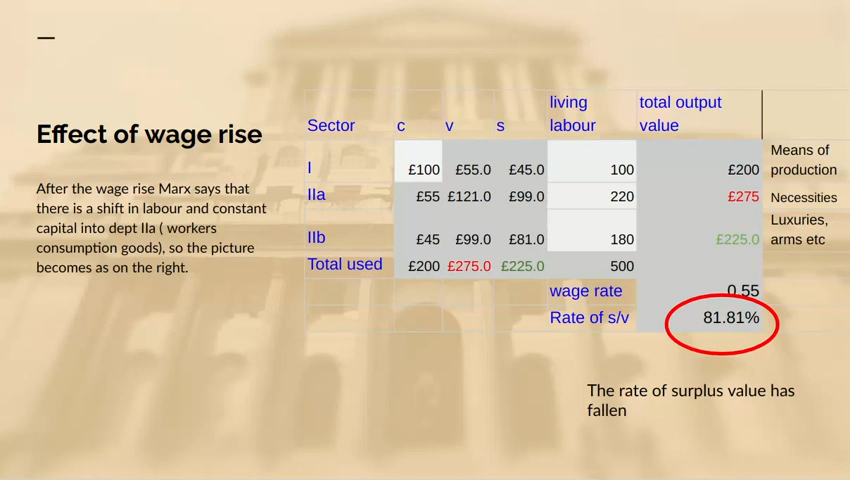 Effect of wage rise
After the wage rise Marx says that
there is a shift in labour and constant
capital into dept IIa ( workers
consumption goods), so the picture
becomes as on the right.
Sector c v s living labour total output value
I £100 £55.0 £45.0 100 £200 Means of production
IIa £55 £121.0 £99.0 220 £275 Necessities
IIb £45 £99.0 £81.0 180 £225.0 Luxuries, arms etc
Total used £200 £275.0 £225.0 500
wage rate 0.55
Rate of s/v 81.81%
The rate of surplus value has
fallen